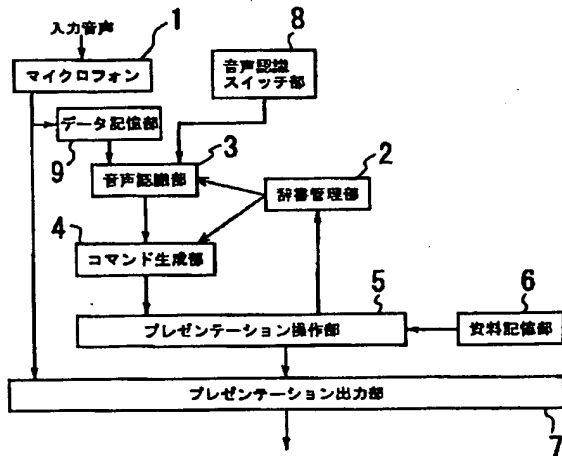 入力音声
1
マイクロフォン
8
音声認識
スイッチ部
データ記憶部
9
3
音声認識部
2
辞書管理部
4
コマンド生成部
5
プレゼンテーション操作部
6
資料記憶部
プレゼンテーション出力部
7